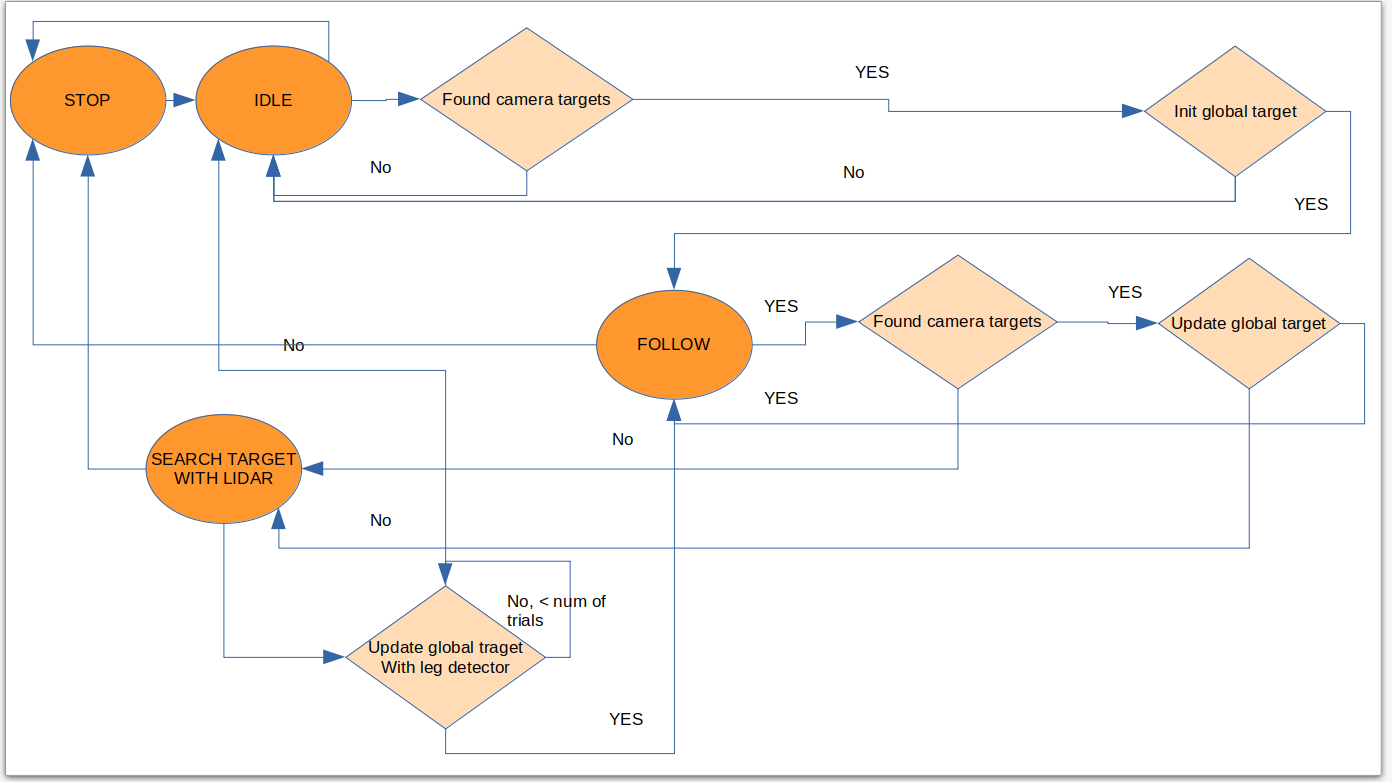 STOP
IDLE
Found camera targets
YES
Init global target
No
No
YES
FOLLOW
YES
Found camera targets
YES
Update global target
No
YES
No
SEARCH TARGET
WITH LIDAR
No
No, < num of
trials
Update global traget
With leg detector
YES